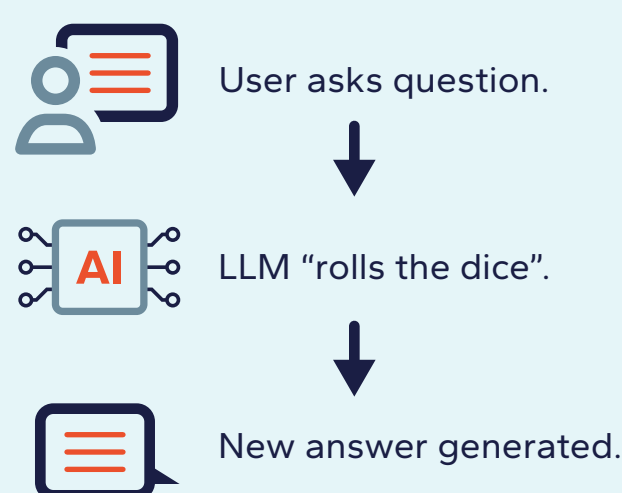 User asks question.
AI
LLM “rolls the dice”.
New answer generated.